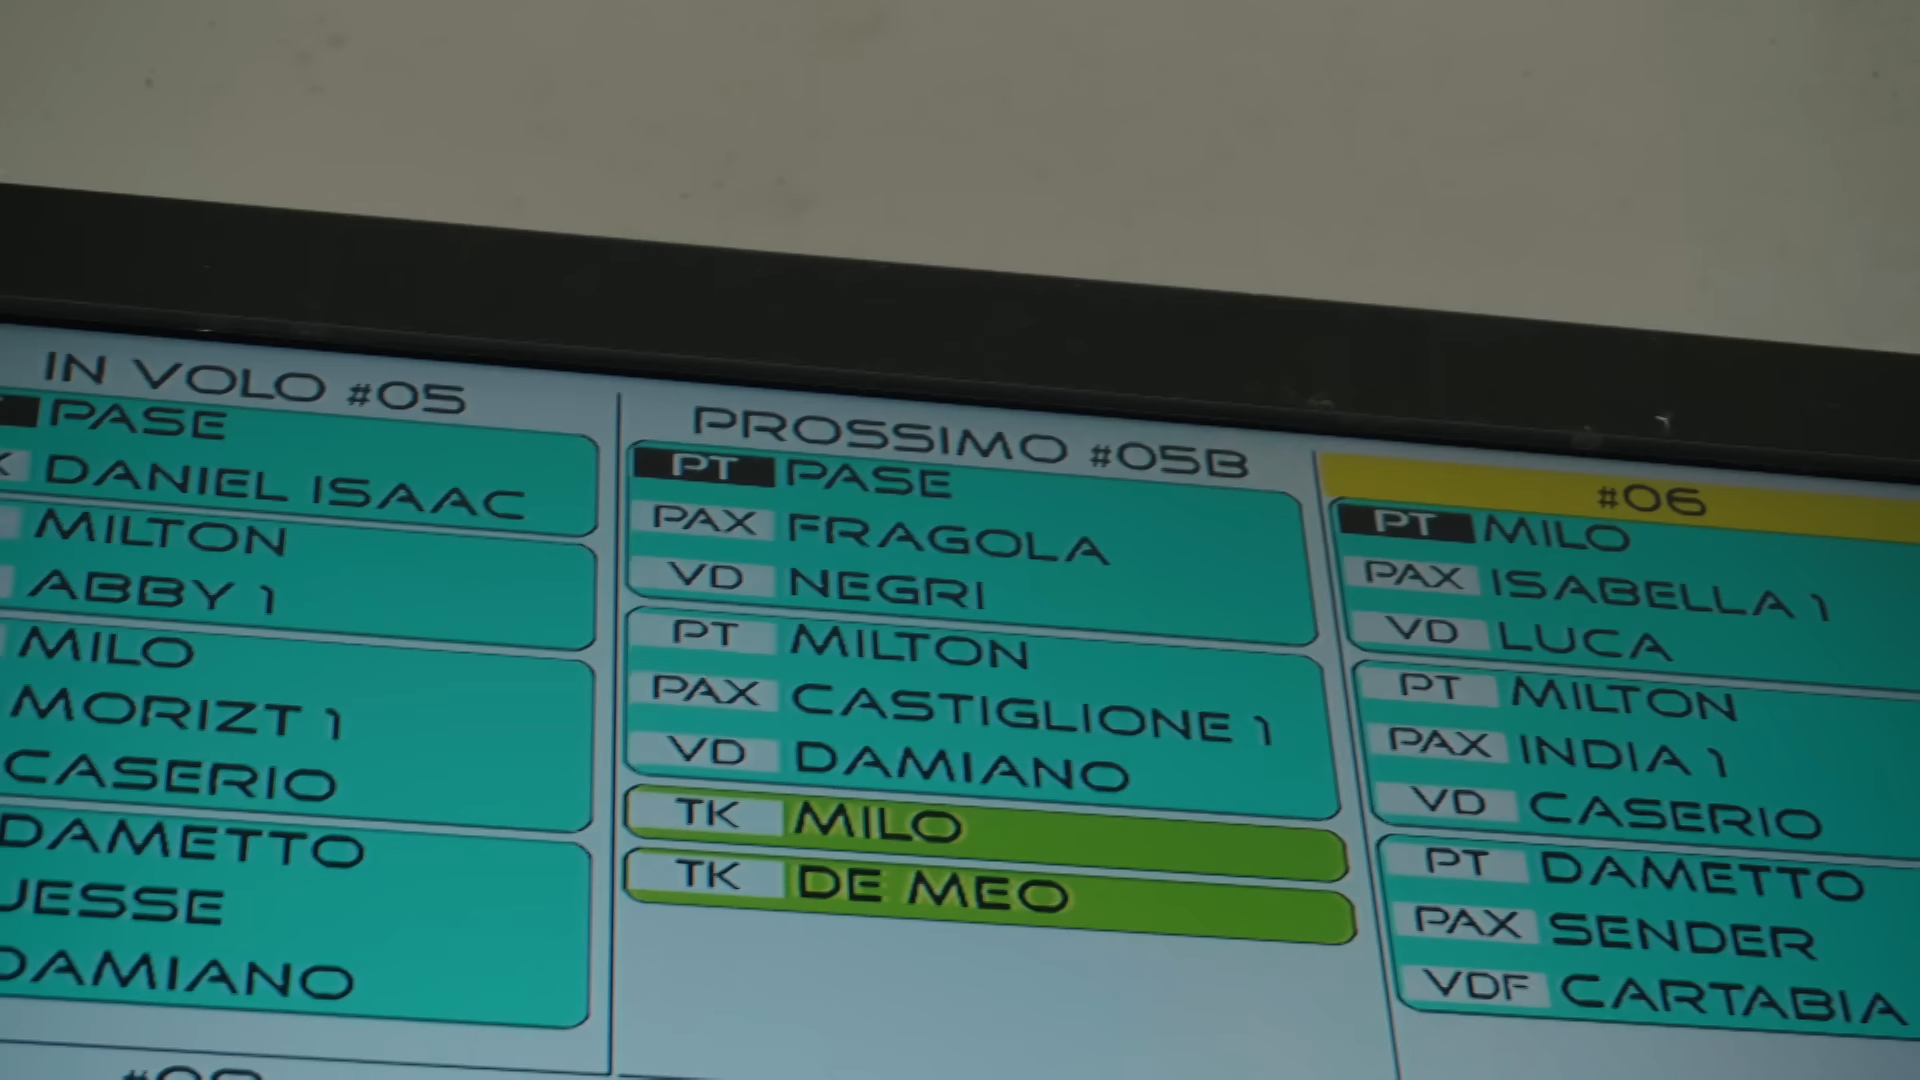 IN VOLO #05
PASE
DANIEL ISAAC
MILTON
ABBY 1
MILO
MORIZT 1
CASERIO
DAMETTO
JESSE
DAMIANO
PROSSIMO #05B
PT PASE
PAX FRAGOLA
VD NEGRI
PT MILTON
PAX CASTIGLIONE 1
VD DAMIANO
TK MILO
TK DE MEO
#06
PT MILO
PAX ISABELLA 1
VD LUCA
PT MILTON
PAX INDIA 1
VD CASERIO
PT DAMETTO
PAX SENDER
VDF CARTABIA